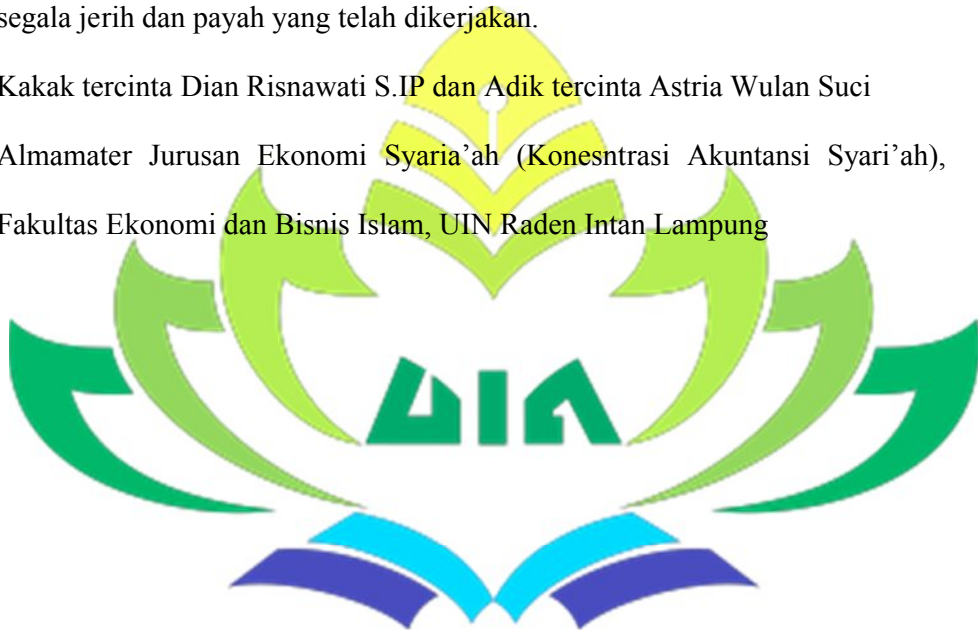 segala jerih dan payah yang telah dikerjakan.
Kakak tercinta Dian Risnawati S.IP dan Adik tercinta Astria Wulan Suci
Almamater Jurusan Ekonomi Syaria’ah (Konesntrasi Akuntansi Syari’ah),
Fakultas Ekonomi dan Bisnis Islam, UIN Raden Intan Lampung
UIN